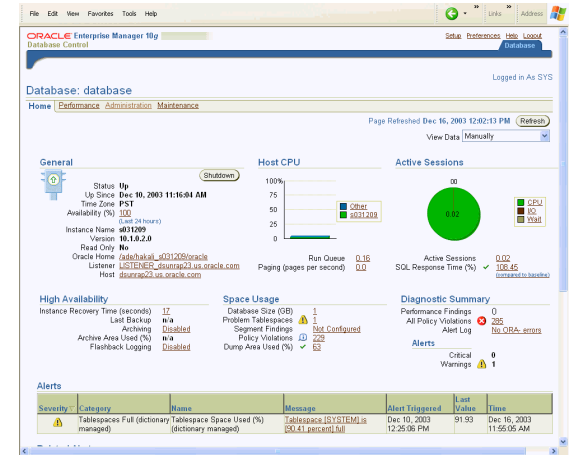 File Edit View Favorites Tools Help
Links
Address
ORACLE Enterprise Manager 10g
Database Control
Setup Preferences Help Logout
Database
Logged in As SYS
Database: database
Home Performance Administration Maintenance
Page Refreshed Dec 16, 2003 12:02:13 PM Refresh
View Data Manually
General
Shutdown
Status Up
Up Since Dec 10, 2003 11:16:04 AM
Time Zone PST
Availability (%) 100
(Last 24 hours)
Instance Name s031209
Version 10.1.0.2.0
Read Only No
Oracle Home /ade/hakali_s031209/oracle
Listener LISTENER_dsunrap23.us.oracle.com
Host dsunrap23.us.oracle.com
Host CPU
100%
75
50
25
0
Other
s031209
Run Queue 0.16
Paging (pages per second) 0.0
Active Sessions
00
0.02
CPU
I/O
Wait
Active Sessions 0.02
SQL Response Time (%) 108.45
(compared to baseline)
High Availability
Instance Recovery Time (seconds) 17
Last Backup n/a
Archiving Disabled
Archive Area Used (%) n/a
Flashback Logging Disabled
Space Usage
Database Size (GB) 1
Problem Tablespaces 1
Segment Findings Not Configured
Policy Violations 229
Dump Area Used (%) 63
Diagnostic Summary
Performance Findings 0
All Policy Violations 285
Alert Log No ORA- errors
Alerts
Critical 0
Warnings 1
Alerts
Severity Category Name Message Alert Triggered Last Value Time
Tablespaces Full (dictionary Tablespace Space Used (%) Tablespace [SYSTEM] is Dec 10, 2003 91.93 Dec 16, 2003
managed) (dictionary managed) [90.41 percent] full 12:25:06 PM 11:55:05 AM